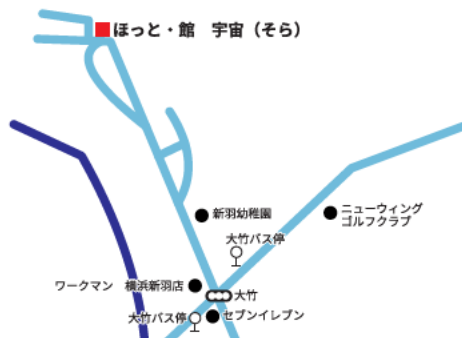 ほっと・館　宇宙（そら）
新羽幼稚園
ニューウィング
ゴルフクラブ
大竹バス停
ワークマン　横浜新羽店
大竹
大竹バス停
セブンイレブン